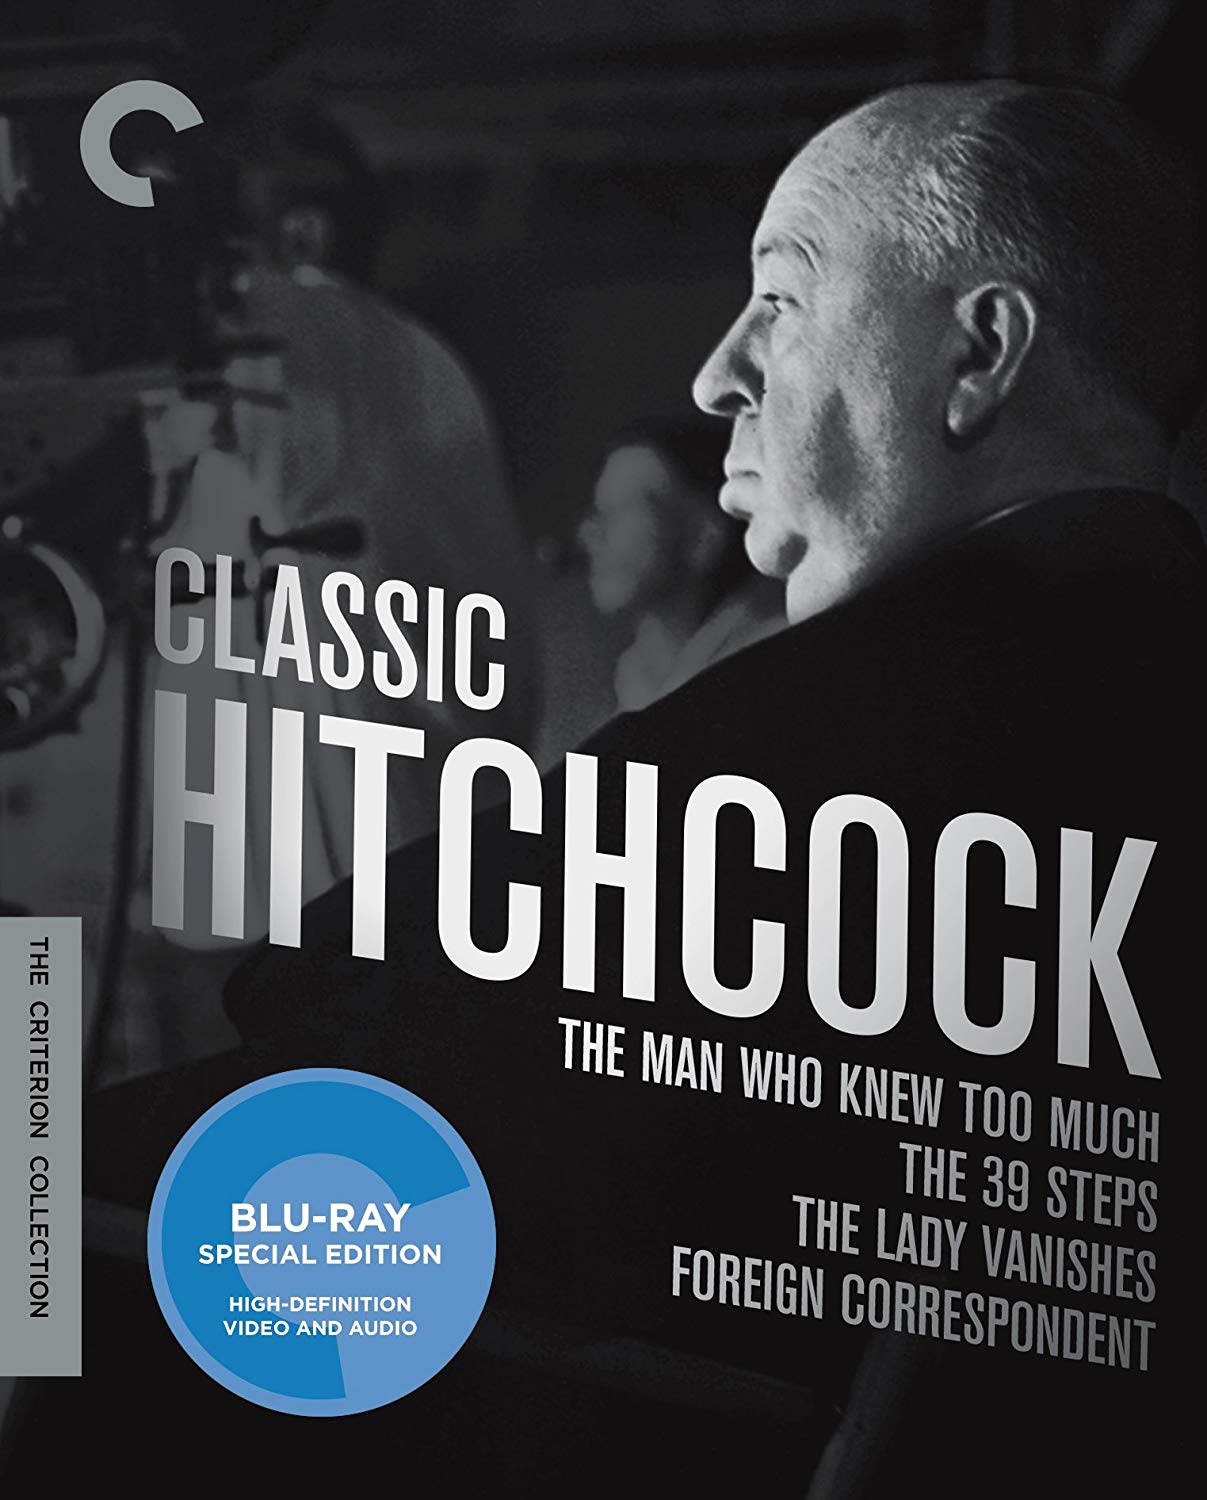 CLASSIC
HITCHCOCK
THE MAN WHO KNEW TOO MUCH
THE 39 STEPS
THE LADY VANISHES
FOREIGN CORRESPONDENT
THE CRITERION COLLECTION
BLU-RAY
SPECIAL EDITION
HIGH-DEFINITION
VIDEO AND AUDIO